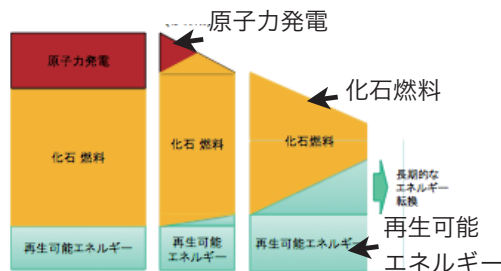 原子力発電
原子力発電
化石燃料
化石 燃料
化石 燃料
化石燃料
長期的な
エネルギー
転換
再生可能エネルギー
再生可能
エネルギー
再生可能エネルギー
再生可能
エネルギー